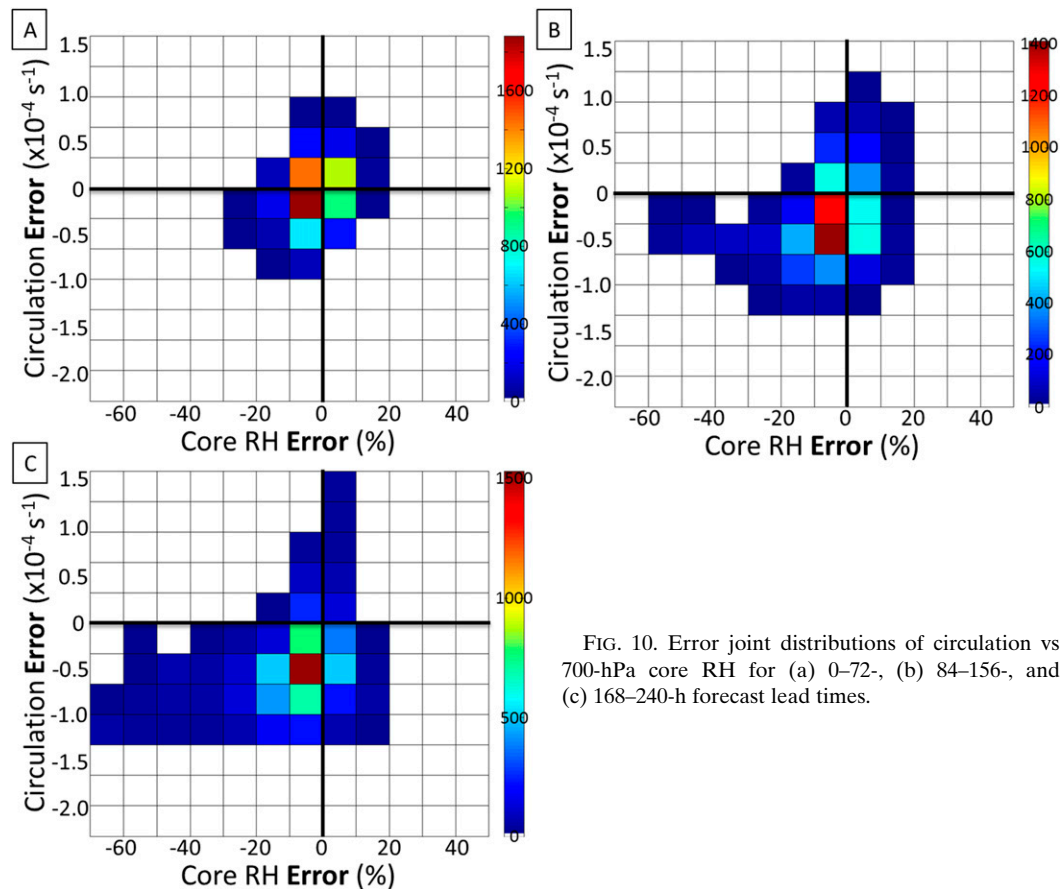 A
1.5
1.0
0.5
0
-0.5
-1.0
-1.5
-2.0
Circulation Error (x10-4 s-1)
-60 -40 -20 0 20 40
Core RH Error (%)
1600
1200
800
400
0
B
1.5
1.0
0.5
0
-0.5
-1.0
-1.5
-2.0
Circulation Error (x10-4 s-1)
-60 -40 -20 0 20 40
Core RH Error (%)
1400
1200
1000
800
600
400
200
0
C
1.5
1.0
0.5
0
-0.5
-1.0
-1.5
-2.0
Circulation Error (x10-4 s-1)
-60 -40 -20 0 20 40
Core RH Error (%)
1500
1000
500
0
FIG. 10. Error joint distributions of circulation vs
700-hPa core RH for (a) 0–72-, (b) 84–156-, and
(c) 168–240-h forecast lead times.